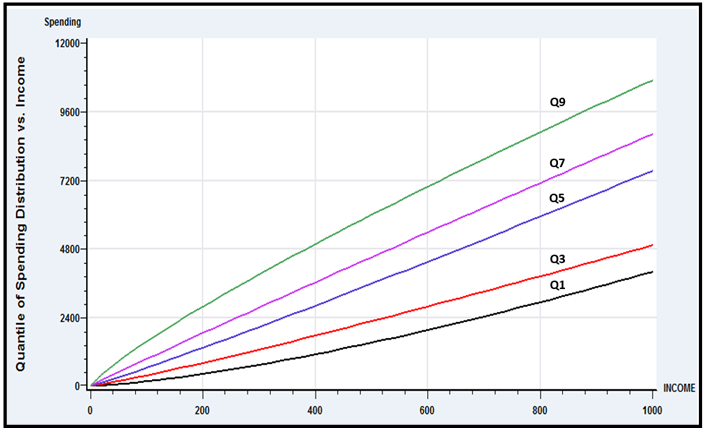 Spending
Quantile of Spending Distribution vs. Income
12000
9600
7200
4800
2400
0
Q9
Q7
Q5
Q3
Q1
INCOME
0 200 400 600 800 1000